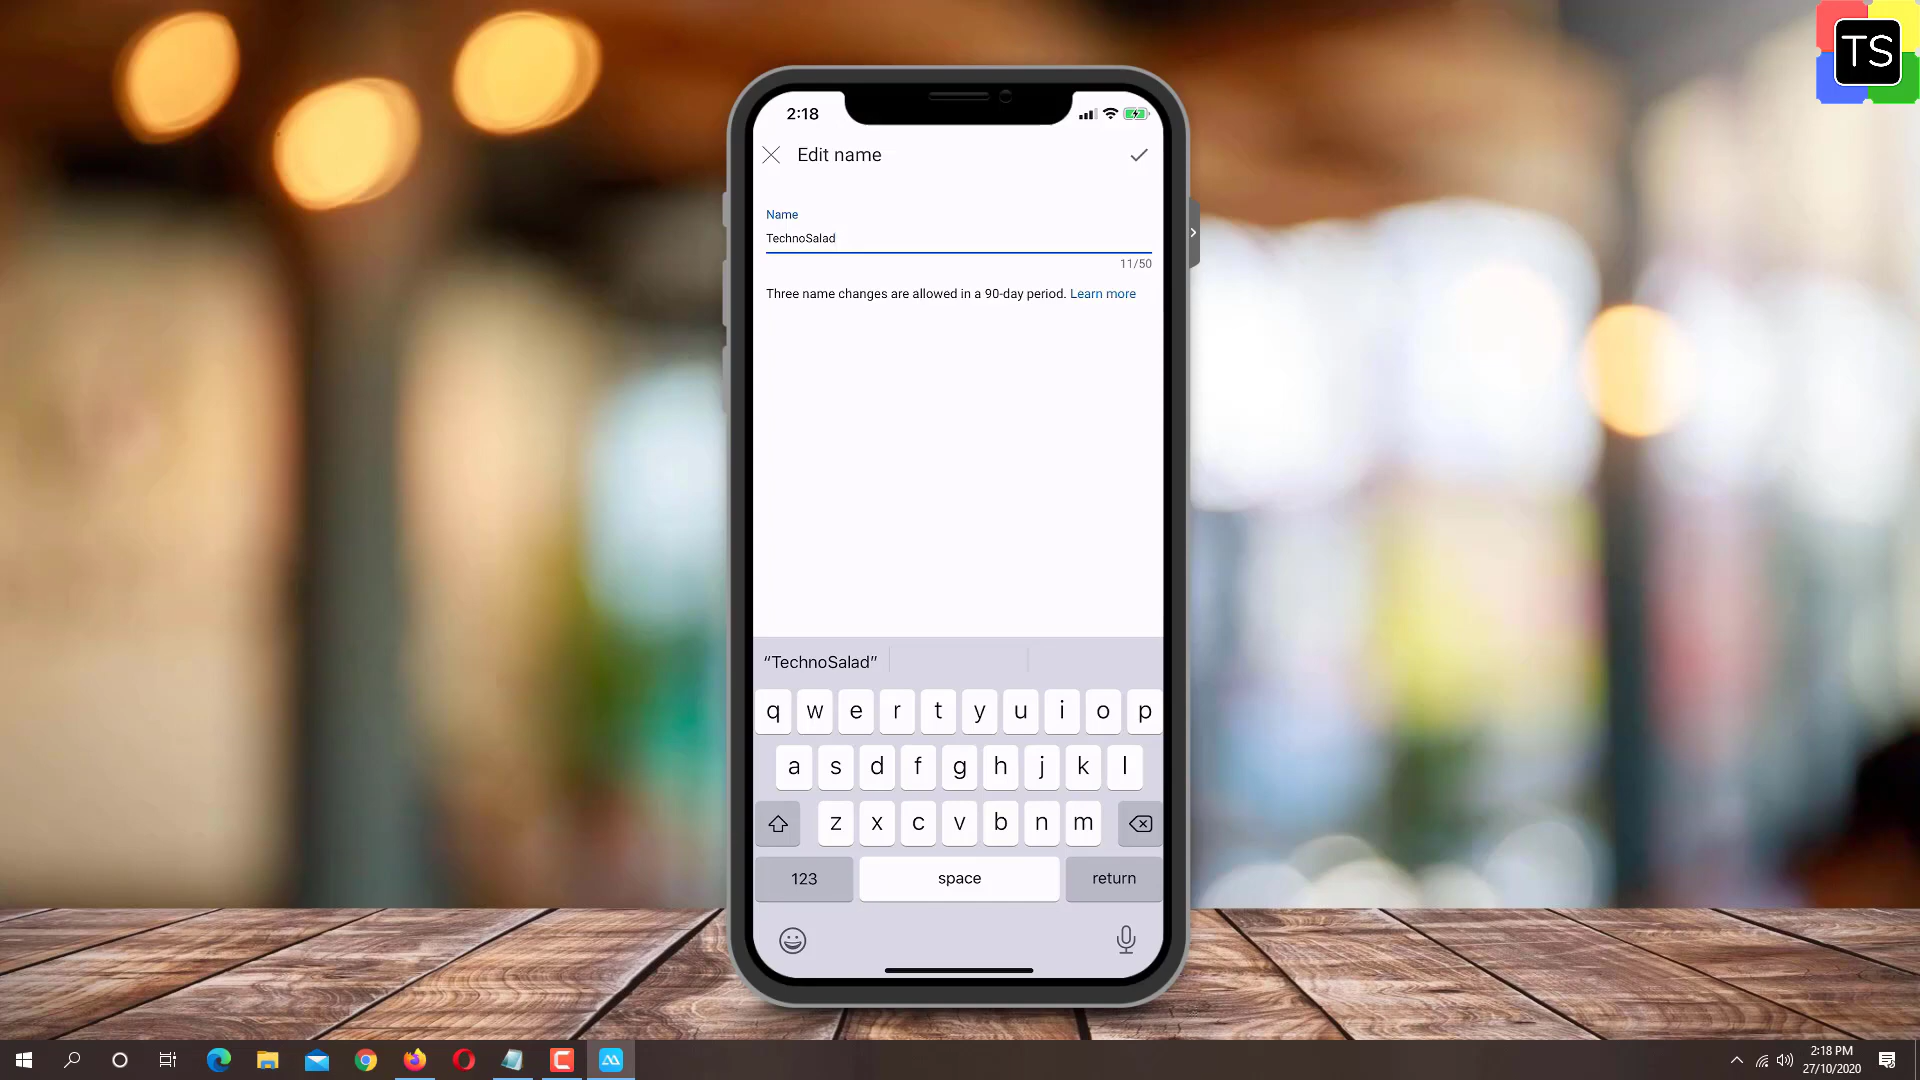 TS
2:18
Edit name
Name
TechnoSalad
11/50
Three name changes are allowed in a 90-day period. Learn more
“TechnoSalad”
q w e r t y u i o p
a s d f g h j k l
z x c v b n m
123 space return
2:18 PM
27/10/2020